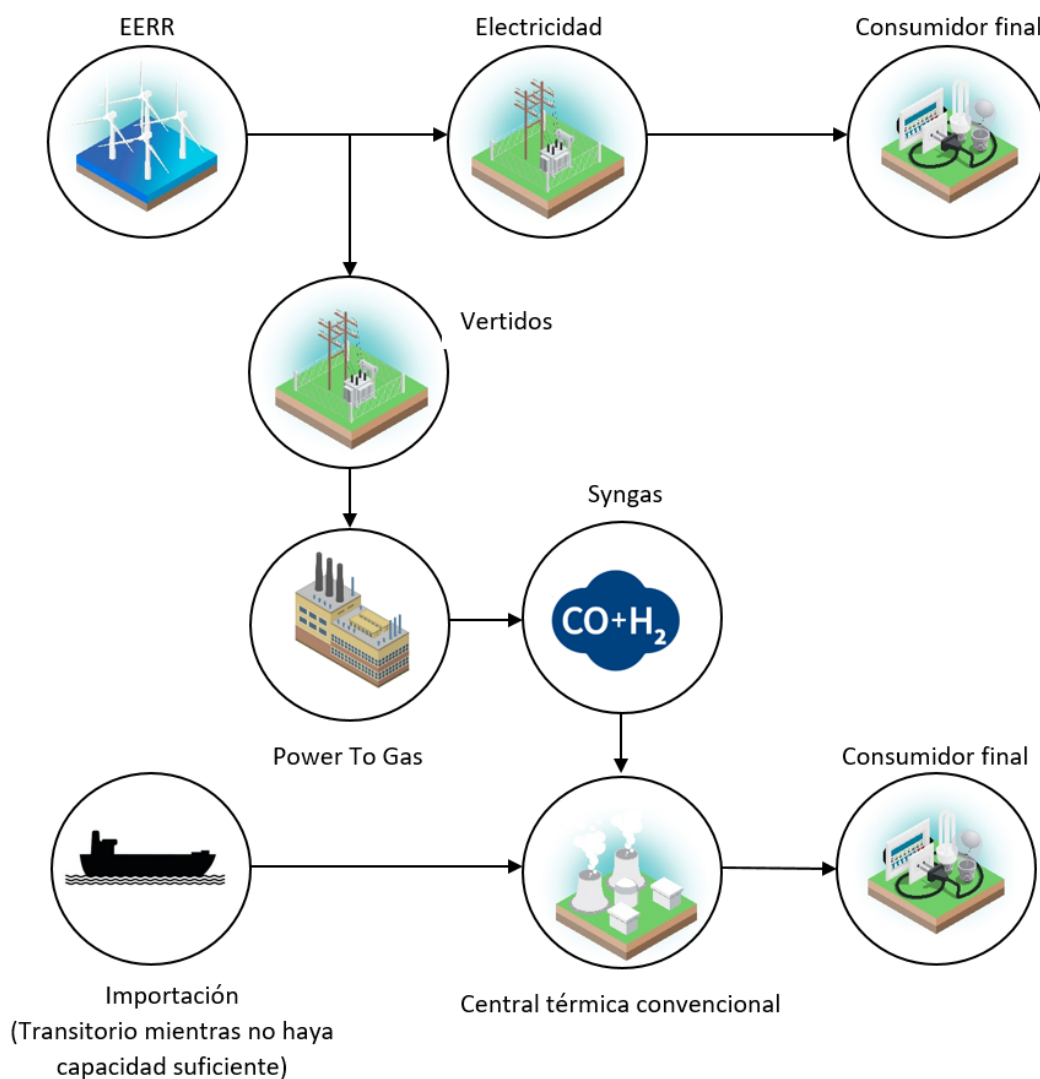 EERR
Electricidad
Consumidor final
Vertidos
Syngas
CO+H₂
Power To Gas
Consumidor final
Importación
(Transitorio mientras no haya
capacidad suficiente)
Central térmica convencional